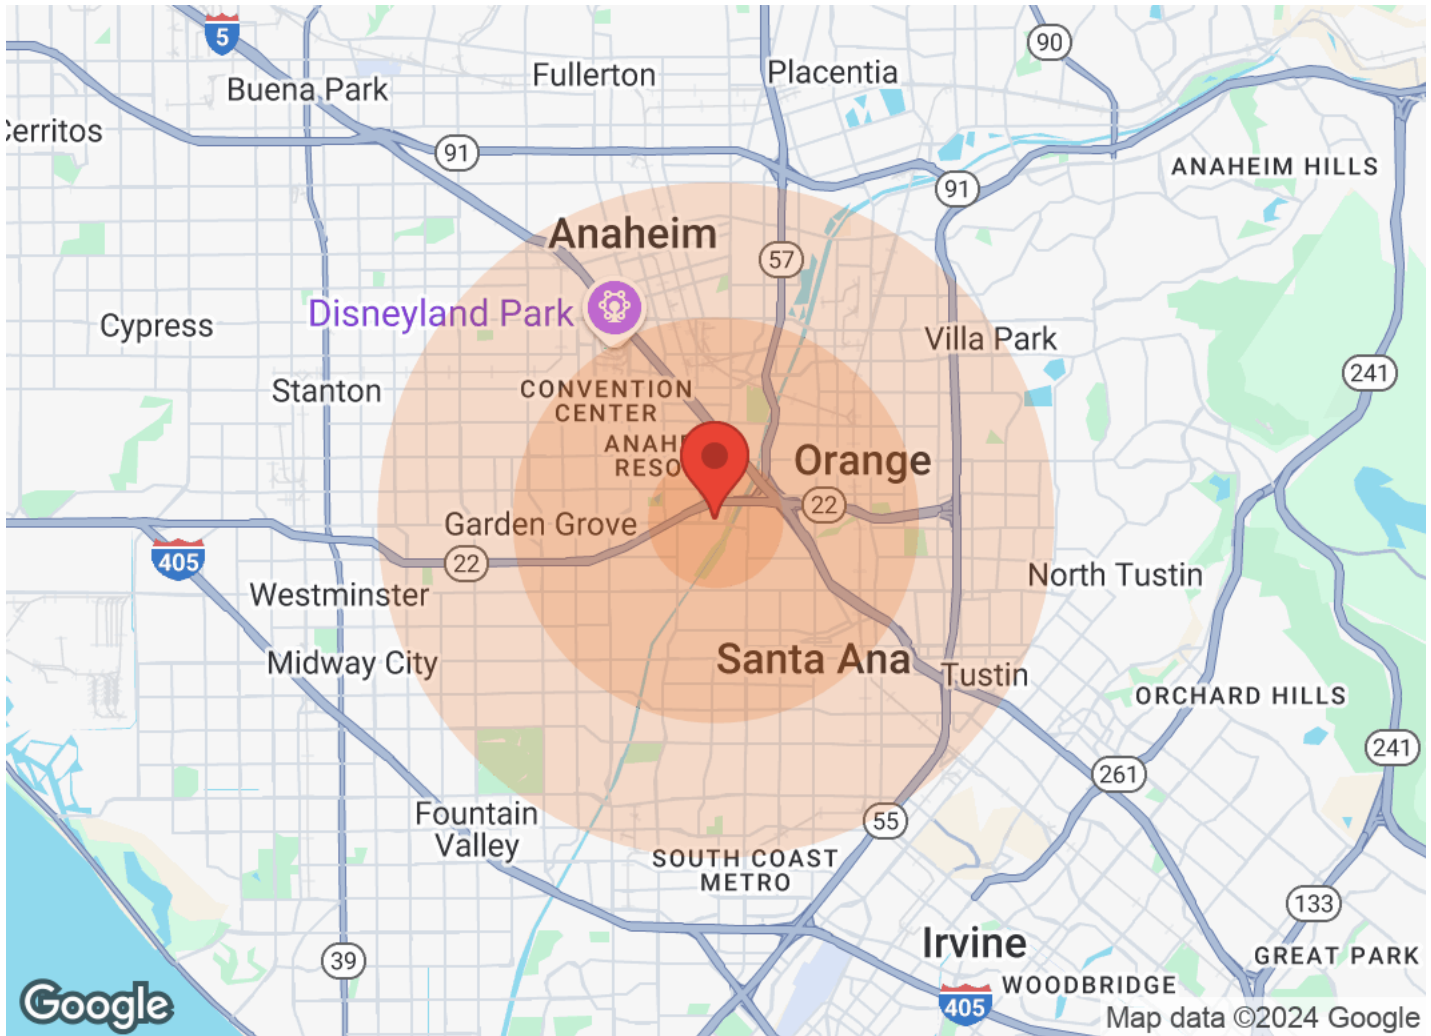 5
90
Buena Park
Fullerton
Placentia
Cerritos
91
ANAHEIM HILLS
91
Anaheim
57
Disneyland Park
Cypress
Villa Park
241
Stanton
CONVENTION
CENTER
ANAHE
RESO
Orange
22
Garden Grove
405
22
North Tustin
Westminster
Midway City
Santa Ana
Tustin
ORCHARD HILLS
241
261
Fountain
Valley
55
SOUTH COAST
METRO
133
Irvine
39
GREAT PARK
WOODBRIDGE
405
Google
Map data ©2024 Google